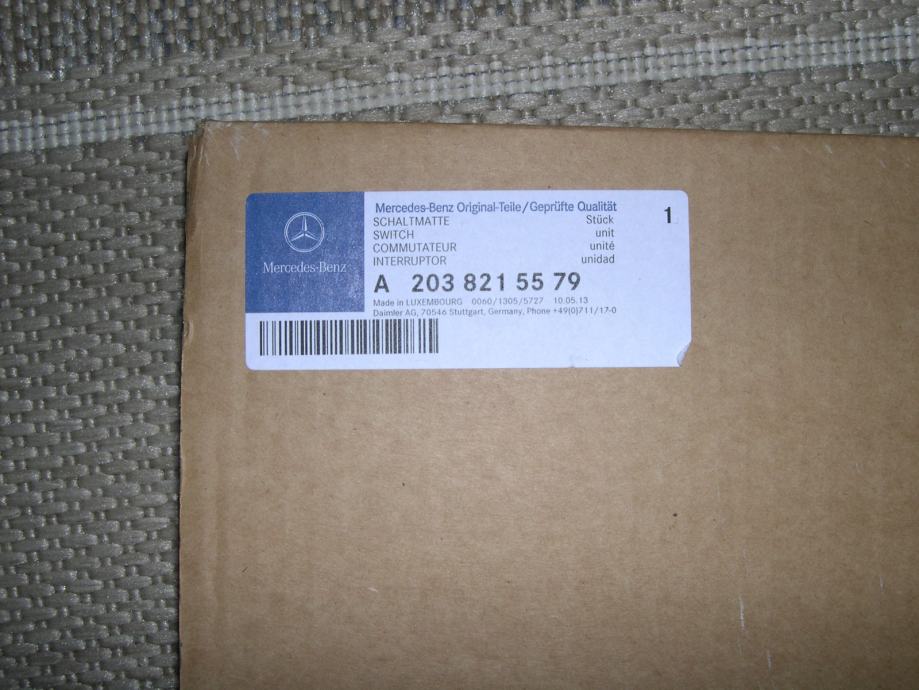 Mercedes-Benz Original-Teile/Geprüfte Qualität
SCHALTMATTE Stück 1
SWITCH unit
COMMUTATEUR unité
INTERRUPTOR unidad
Mercedes-Benz
A 203 821 55 79
Made in LUXEMBOURG 0060/1305/5727 10.05.13
Daimler AG, 70546 Stuttgart, Germany, Phone +49(0)711/17-0